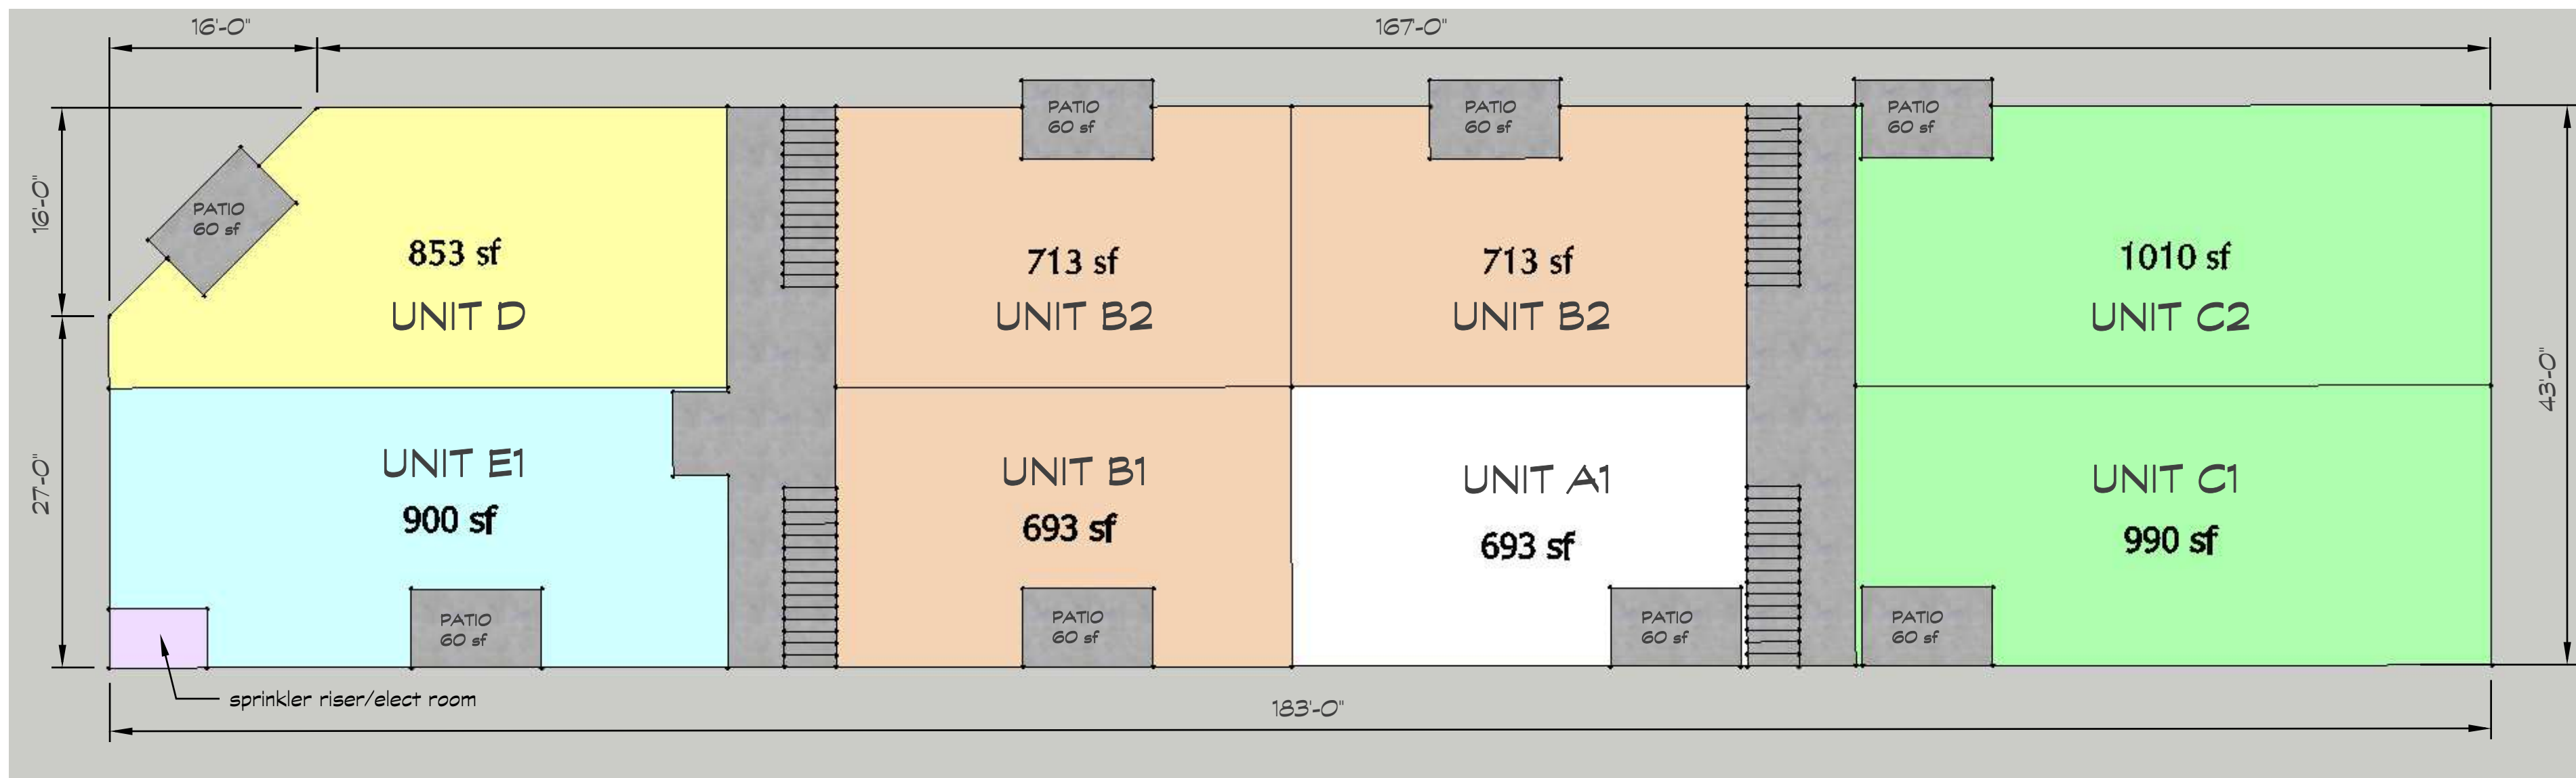 16'-0"
167'-0"
PATIO
60 sf
PATIO
60 sf
PATIO
60 sf
16'-0"
PATIO
60 sf
853 sf
UNIT D
713 sf
UNIT B2
713 sf
UNIT B2
1010 sf
UNIT C2
43'-0"
27'-0"
UNIT E1
900 sf
UNIT B1
693 sf
UNIT A1
693 sf
UNIT C1
990 sf
PATIO
60 sf
PATIO
60 sf
PATIO
60 sf
PATIO
60 sf
sprinkler riser/elect room
183'-0"